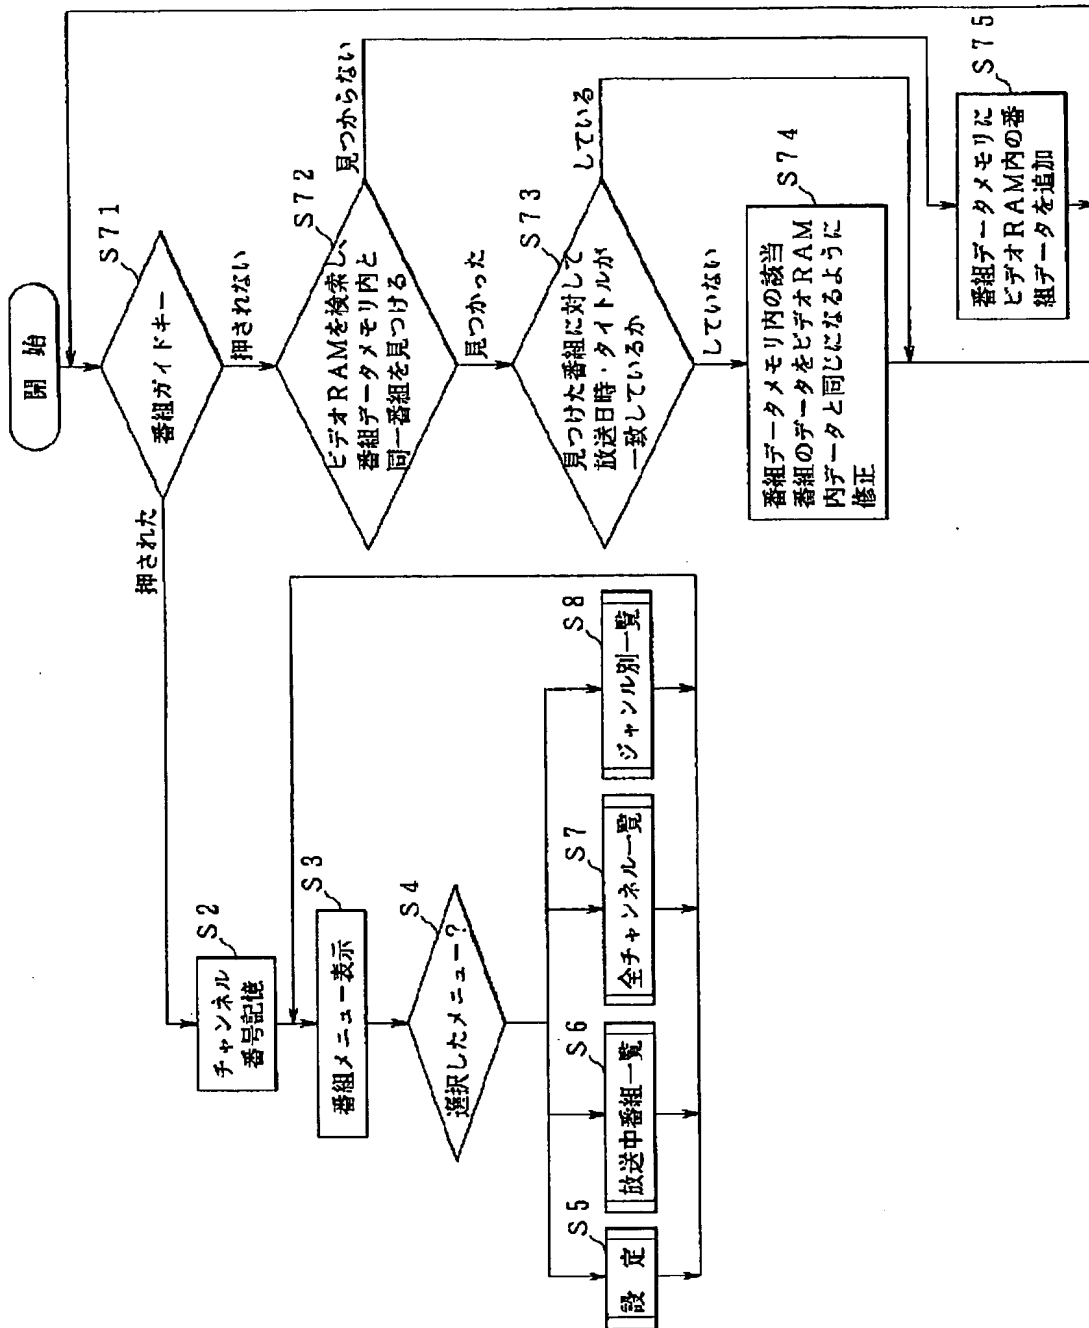 開始
S71
番組ガイドキー
押された
押されない
S72
ビデオRAMを検索し、
番組データメモリ内と
同一番組を見つける
見つからない
見つかった
S73
見つけた番組に対して
放送日時・タイトルが
一致しているか
している
していない
S74
番組データメモリ内の該当
番組のデータをビデオRAM
内データと同じになるように
修正
S75
番組データメモリに
ビデオRAM内の番
組データを追加
S2
チャンネル
番号記憶
S3
番組メニュー表示
S4
選択したメニュー?
S5
設定
S6
放送中番組一覧
S7
全チャンネル一覧
S8
ジャンル別一覧